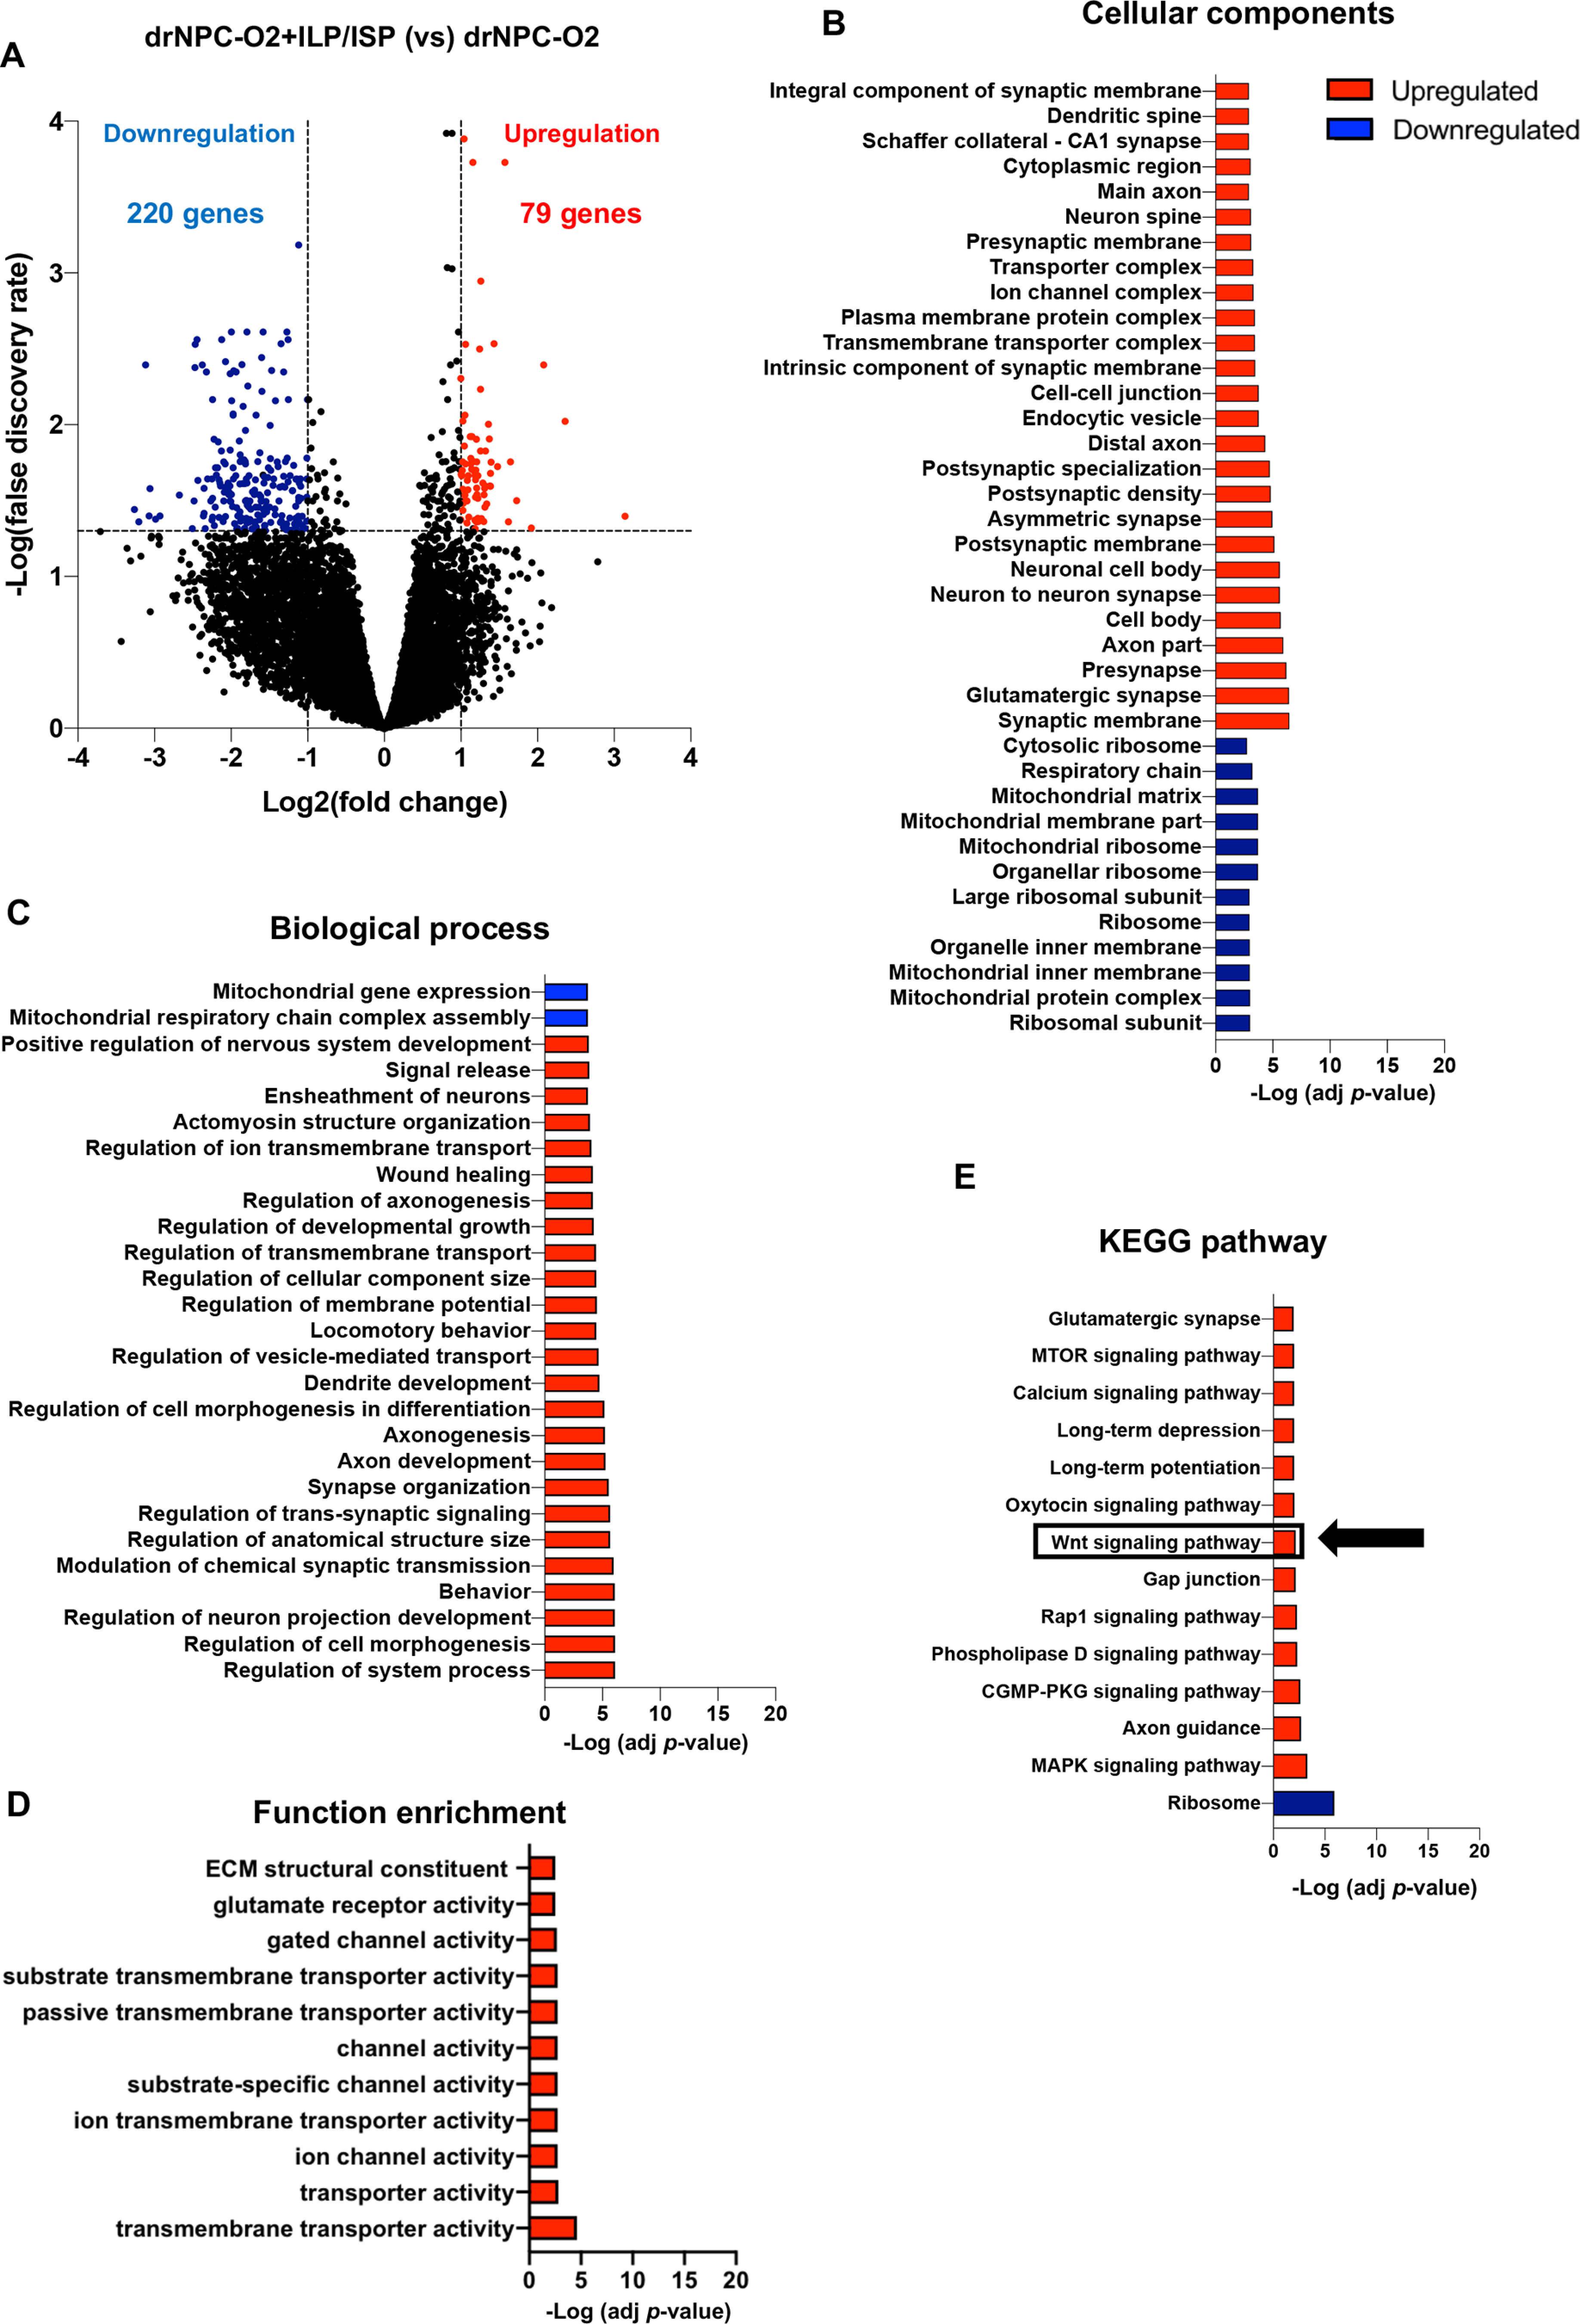 A
drNPC-O2+ILP/ISP (vs) drNPC-O2
Downregulation
Upregulation
220 genes
79 genes
-Log(false discovery rate)
4
3
2
1
0
-4 -3 -2 -1 0 1 2 3 4
Log2(fold change)
B
Cellular components
Upregulated
Downregulated
Integral component of synaptic membrane
Dendritic spine
Schaffer collateral - CA1 synapse
Cytoplasmic region
Main axon
Neuron spine
Presynaptic membrane
Transporter complex
Ion channel complex
Plasma membrane protein complex
Transmembrane transporter complex
Intrinsic component of synaptic membrane
Cell-cell junction
Endocytic vesicle
Distal axon
Postsynaptic specialization
Postsynaptic density
Asymmetric synapse
Postsynaptic membrane
Neuronal cell body
Neuron to neuron synapse
Cell body
Axon part
Presynapse
Glutamatergic synapse
Synaptic membrane
Cytosolic ribosome
Respiratory chain
Mitochondrial matrix
Mitochondrial membrane part
Mitochondrial ribosome
Organellar ribosome
Large ribosomal subunit
Ribosome
Organelle inner membrane
Mitochondrial inner membrane
Mitochondrial protein complex
Ribosomal subunit
0 5 10 15 20
-Log (adj p-value)
C
Biological process
Mitochondrial gene expression
Mitochondrial respiratory chain complex assembly
Positive regulation of nervous system development
Signal release
Ensheathment of neurons
Actomyosin structure organization
Regulation of ion transmembrane transport
Wound healing
Regulation of axonogenesis
Regulation of developmental growth
Regulation of transmembrane transport
Regulation of cellular component size
Regulation of membrane potential
Locomotory behavior
Regulation of vesicle-mediated transport
Dendrite development
Regulation of cell morphogenesis in differentiation
Axonogenesis
Axon development
Synapse organization
Regulation of trans-synaptic signaling
Regulation of anatomical structure size
Modulation of chemical synaptic transmission
Behavior
Regulation of neuron projection development
Regulation of cell morphogenesis
Regulation of system process
0 5 10 15 20
-Log (adj p-value)
D
Function enrichment
ECM structural constituent
glutamate receptor activity
gated channel activity
substrate transmembrane transporter activity
passive transmembrane transporter activity
channel activity
substrate-specific channel activity
ion transmembrane transporter activity
ion channel activity
transporter activity
transmembrane transporter activity
0 5 10 15 20
-Log (adj p-value)
E
KEGG pathway
Glutamatergic synapse
MTOR signaling pathway
Calcium signaling pathway
Long-term depression
Long-term potentiation
Oxytocin signaling pathway
Wnt signaling pathway
Gap junction
Rap1 signaling pathway
Phospholipase D signaling pathway
CGMP-PKG signaling pathway
Axon guidance
MAPK signaling pathway
Ribosome
0 5 10 15 20
-Log (adj p-value)